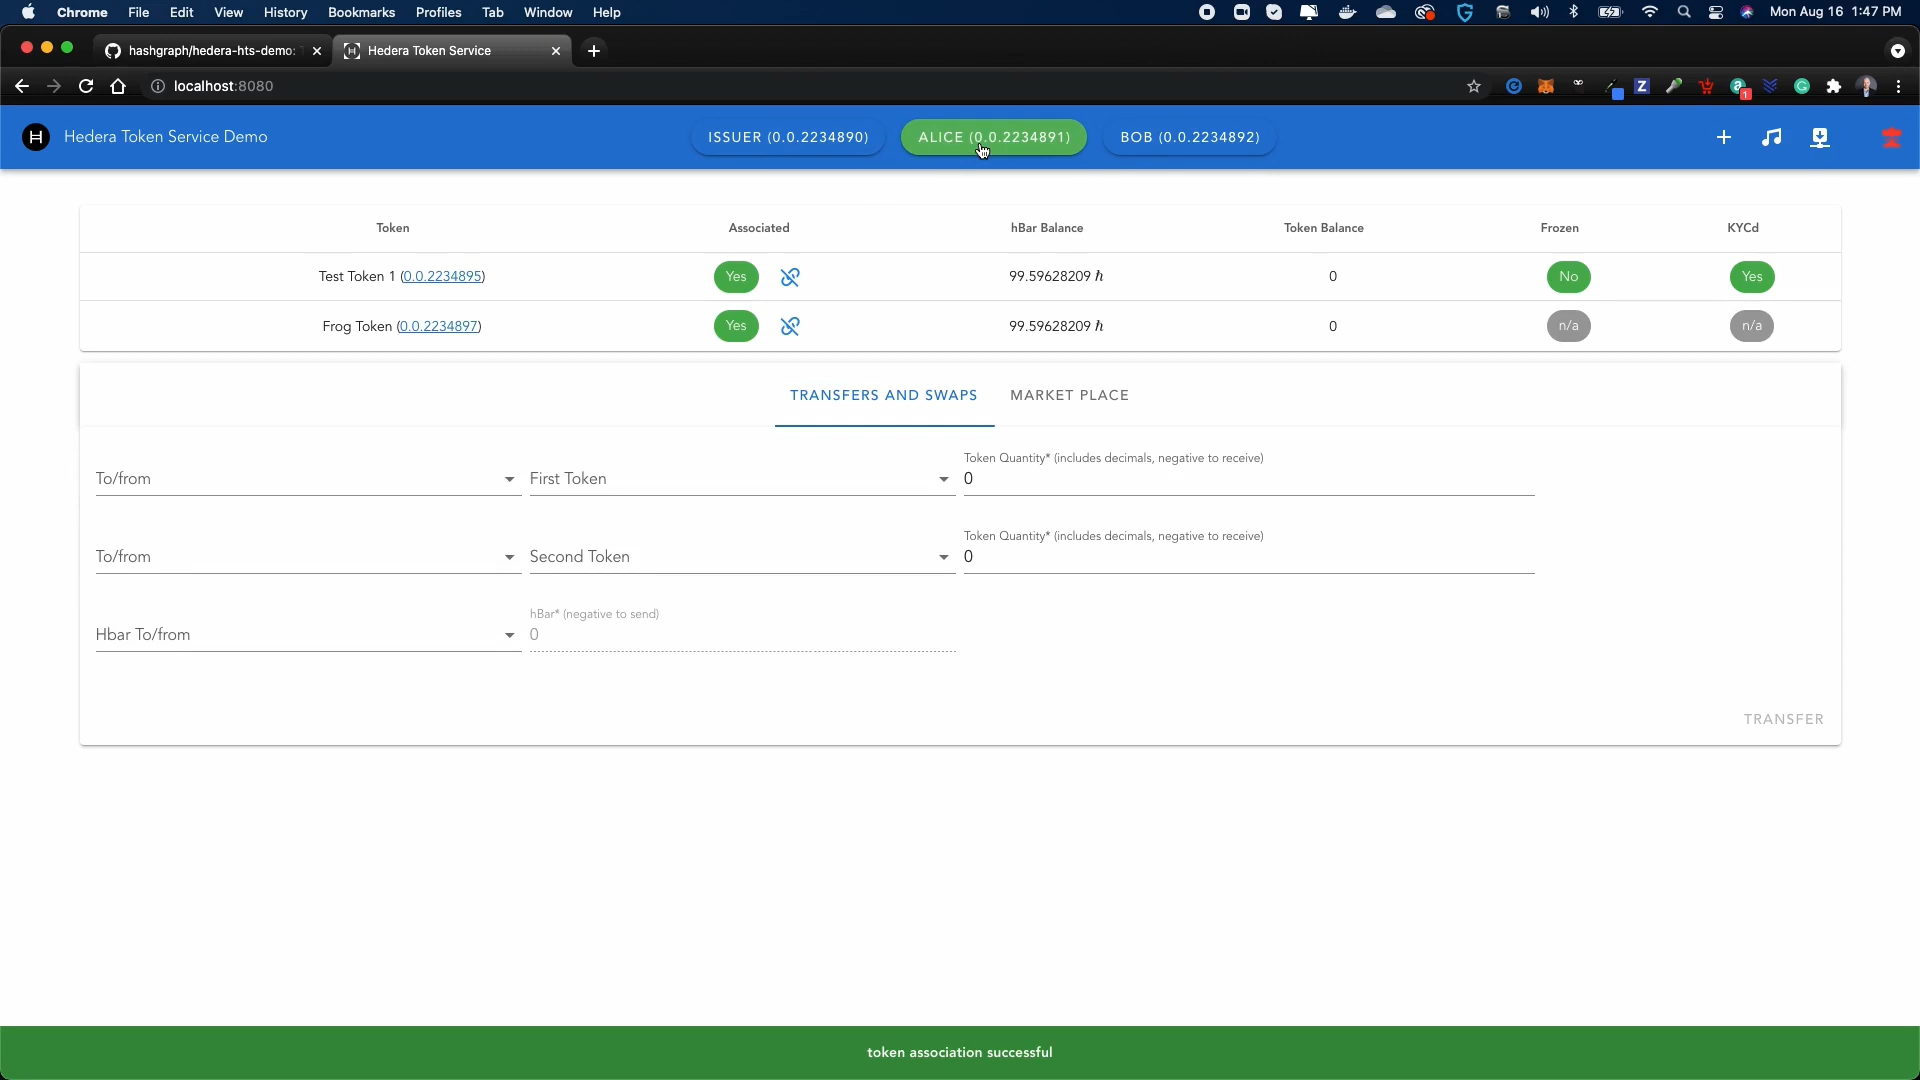 Chrome File Edit View History Bookmarks Profiles Tab Window Help Mon Aug 16 1:47 PM
hashgraph/hedera-hts-demo: Hedera Token Service
localhost:8080
Hedera Token Service Demo ISSUER (0.0.2234890) ALICE (0.0.2234891) BOB (0.0.2234892)
Token Associated hBar Balance Token Balance Frozen KYCd
Test Token 1 (0.0.2234895) Yes 99.59628209 ℏ 0 No Yes
Frog Token (0.0.2234897) Yes 99.59628209 ℏ 0 n/a n/a
TRANSFERS AND SWAPS MARKET PLACE
Token Quantity* (includes decimals, negative to receive)
To/from First Token 0
Token Quantity* (includes decimals, negative to receive)
To/from Second Token 0
hBar* (negative to send)
Hbar To/from 0
TRANSFER
token association successful